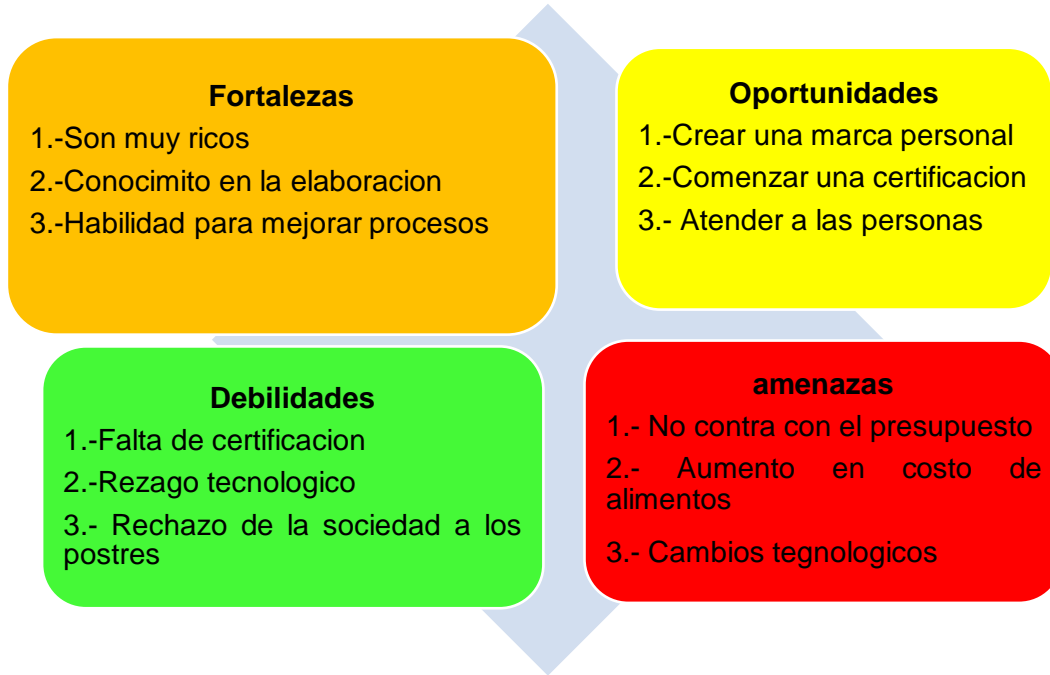 Fortalezas
1.-Son muy ricos
2.-Conocimito en la elaboracion
3.-Habilidad para mejorar procesos
Oportunidades
1.-Crear una marca personal
2.-Comenzar una certificacion
3.- Atender a las personas
Debilidades
1.-Falta de certificacion
2.-Rezago tecnologico
3.- Rechazo de la sociedad a los
postres
amenazas
1.- No contra con el presupuesto
2.- Aumento en costo de
alimentos
3.- Cambios tegnologicos